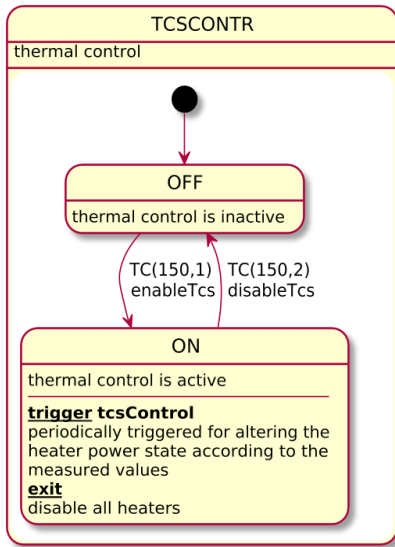 TCSCONTR
thermal control
OFF
thermal control is inactive
TC(150,1)
enableTcs
TC(150,2)
disableTcs
ON
thermal control is active
trigger tcsControl
periodically triggered for altering the
heater power state according to the
measured values
exit
disable all heaters